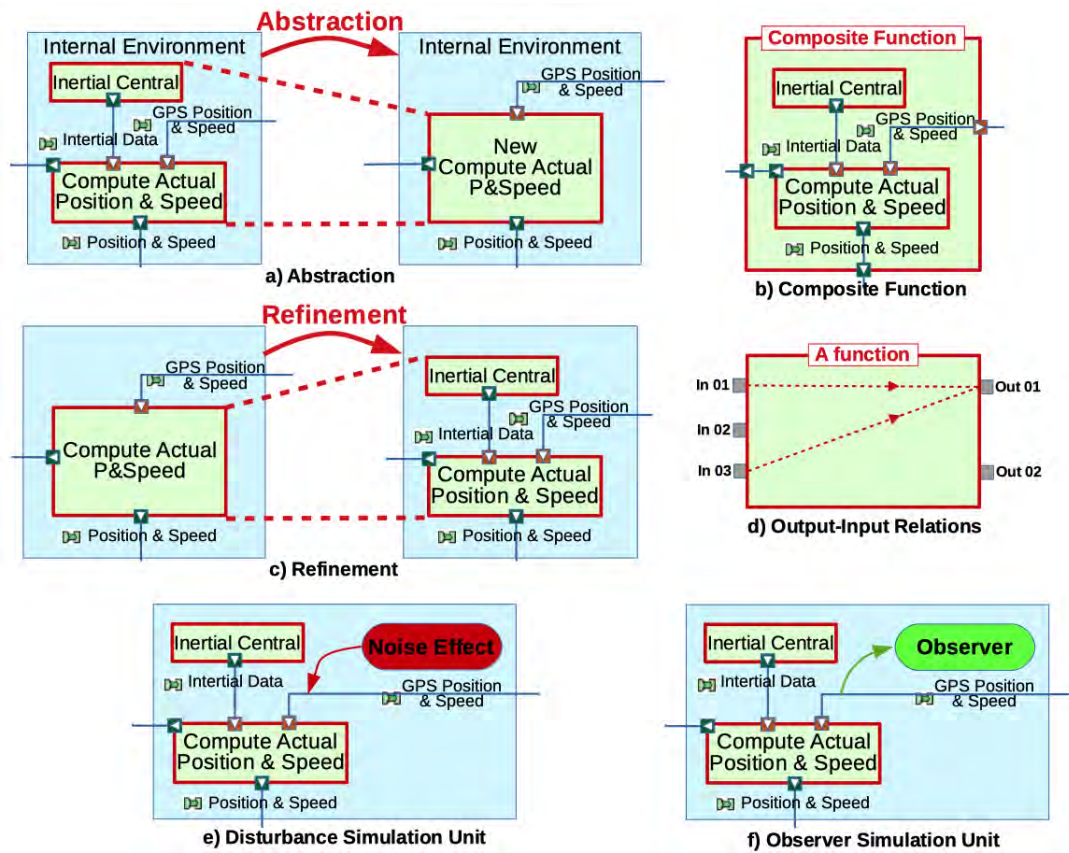 Abstraction
Internal Environment
Inertial Central
GPS Position
& Speed
Intertial Data
Compute Actual
Position & Speed
Position & Speed
Internal Environment
GPS Position
& Speed
New
Compute Actual
P&Speed
Position & Speed
a) Abstraction
Composite Function
Inertial Central
GPS Position
& Speed
Intertial Data
Compute Actual
Position & Speed
Position & Speed
b) Composite Function
Refinement
GPS Position
& Speed
Compute Actual
P&Speed
Position & Speed
Inertial Central
GPS Position
& Speed
Intertial Data
Compute Actual
Position & Speed
Position & Speed
c) Refinement
A function
In 01
In 02
In 03
Out 01
Out 02
d) Output-Input Relations
Inertial Central
Noise Effect
Intertial Data
GPS Position
& Speed
Compute Actual
Position & Speed
Position & Speed
e) Disturbance Simulation Unit
Inertial Central
Observer
Intertial Data
GPS Position
& Speed
Compute Actual
Position & Speed
Position & Speed
f) Observer Simulation Unit